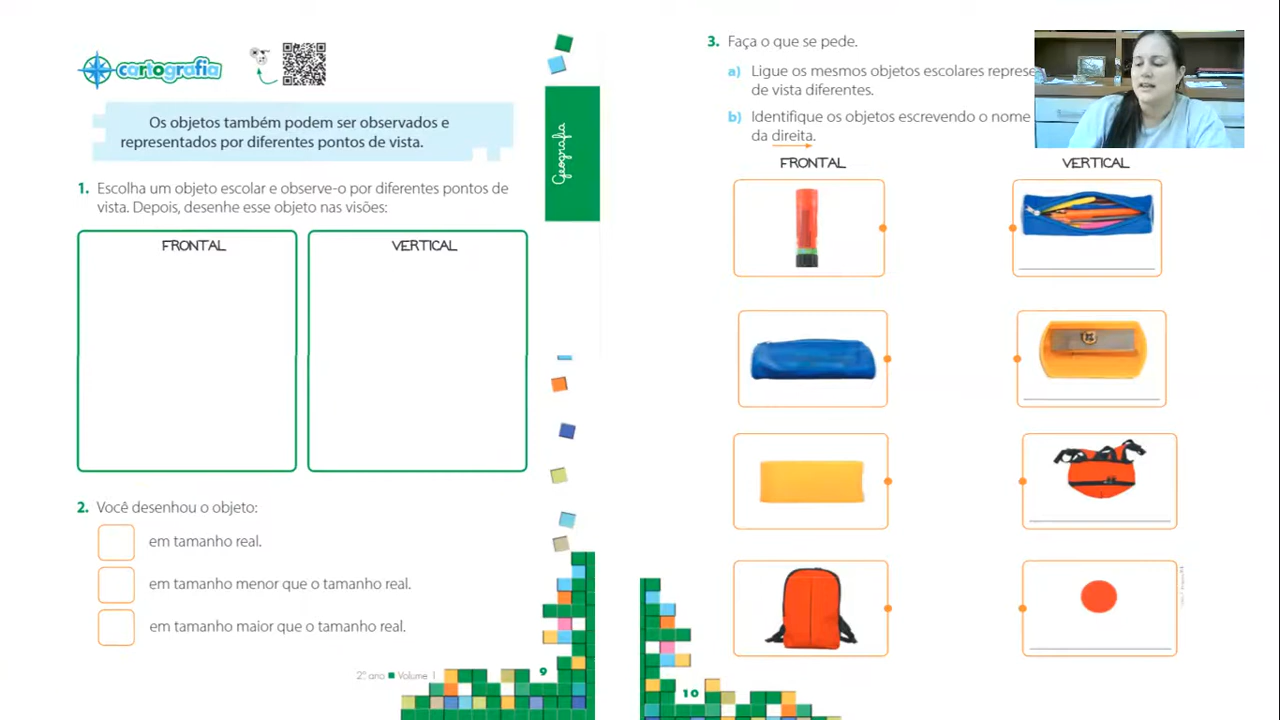 cartografia
Os objetos também podem ser observados e
representados por diferentes pontos de vista.
1. Escolha um objeto escolar e observe-o por diferentes pontos de
vista. Depois, desenhe esse objeto nas visões:
FRONTAL
VERTICAL
2. Você desenhou o objeto:
em tamanho real.
em tamanho menor que o tamanho real.
em tamanho maior que o tamanho real.
2º. ano Volume 1
9
Geografia
3. Faça o que se pede.
a) Ligue os mesmos objetos escolares represe
de vista diferentes.
b) Identifique os objetos escrevendo o nome
da direita.
FRONTAL
VERTICAL
10